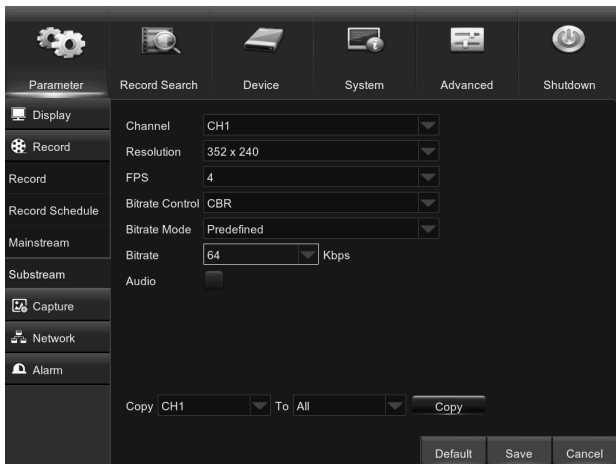 Parameter Record Search Device System Advanced Shutdown
Display
Record
Record
Record Schedule
Mainstream
Substream
Capture
Network
Alarm
Channel CH1
Resolution 352 x 240
FPS 4
Bitrate Control CBR
Bitrate Mode Predefined
Bitrate 64 Kbps
Audio
Copy CH1 To All Copy
Default Save Cancel